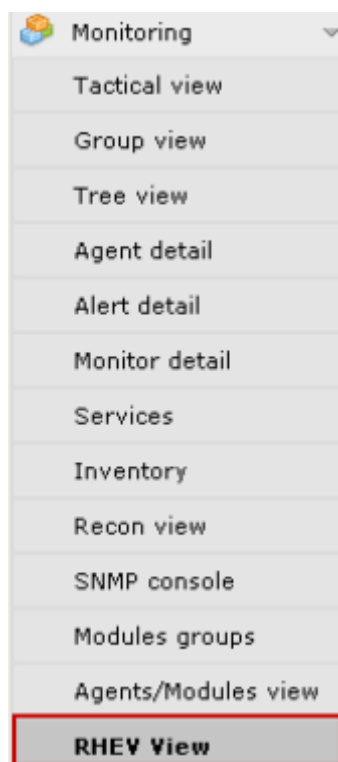 Monitoring
Tactical view
Group view
Tree view
Agent detail
Alert detail
Monitor detail
Services
Inventory
Recon view
SNMP console
Modules groups
Agents/Modules view
RHEV View